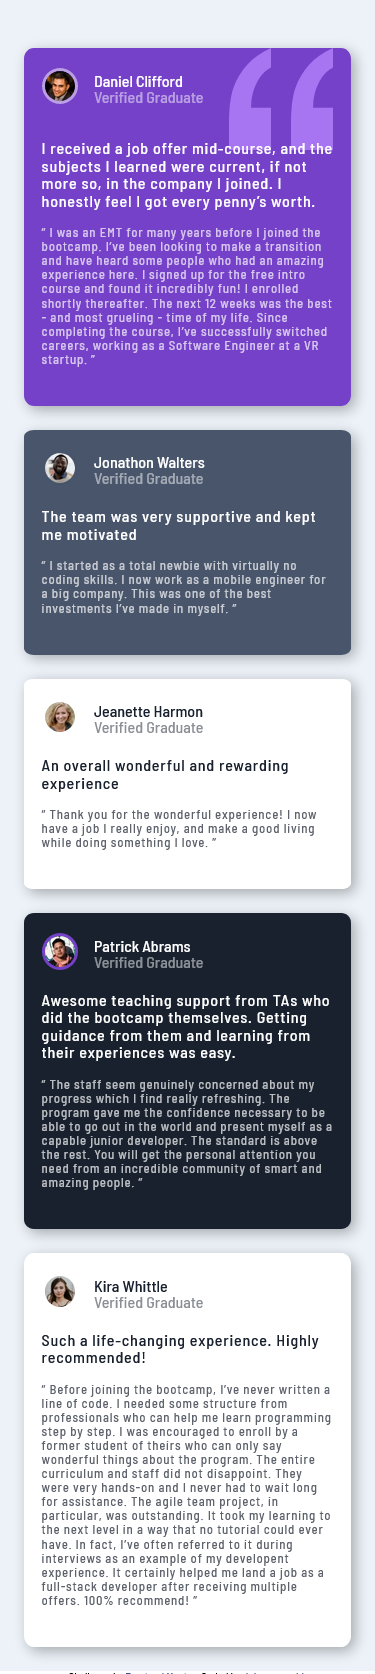 Daniel Clifford
Verified Graduate
I received a job offer mid-course, and the
subjects I learned were current, if not
more so, in the company I joined. I
honestly feel I got every penny’s worth.
“ I was an EMT for many years before I joined the
bootcamp. I’ve been looking to make a transition
and have heard some people who had an amazing
experience here. I signed up for the free intro
course and found it incredibly fun! I enrolled
shortly thereafter. The next 12 weeks was the best
- and most grueling - time of my life. Since
completing the course, I’ve successfully switched
careers, working as a Software Engineer at a VR
startup. ”
Jonathon Walters
Verified Graduate
The team was very supportive and kept
me motivated
“ I started as a total newbie with virtually no
coding skills. I now work as a mobile engineer for
a big company. This was one of the best
investments I’ve made in myself. ”
Jeanette Harmon
Verified Graduate
An overall wonderful and rewarding
experience
“ Thank you for the wonderful experience! I now
have a job I really enjoy, and make a good living
while doing something I love. ”
Patrick Abrams
Verified Graduate
Awesome teaching support from TAs who
did the bootcamp themselves. Getting
guidance from them and learning from
their experiences was easy.
“ The staff seem genuinely concerned about my
progress which I find really refreshing. The
program gave me the confidence necessary to be
able to go out in the world and present myself as a
capable junior developer. The standard is above
the rest. You will get the personal attention you
need from an incredible community of smart and
amazing people. ”
Kira Whittle
Verified Graduate
Such a life-changing experience. Highly
recommended!
“ Before joining the bootcamp, I’ve never written a
line of code. I needed some structure from
professionals who can help me learn programming
step by step. I was encouraged to enroll by a
former student of theirs who can only say
wonderful things about the program. The entire
curriculum and staff did not disappoint. They
were very hands-on and I never had to wait long
for assistance. The agile team project, in
particular, was outstanding. It took my learning to
the next level in a way that no tutorial could ever
have. In fact, I’ve often referred to it during
interviews as an example of my developent
experience. It certainly helped me land a job as a
full-stack developer after receiving multiple
offers. 100% recommend! ”